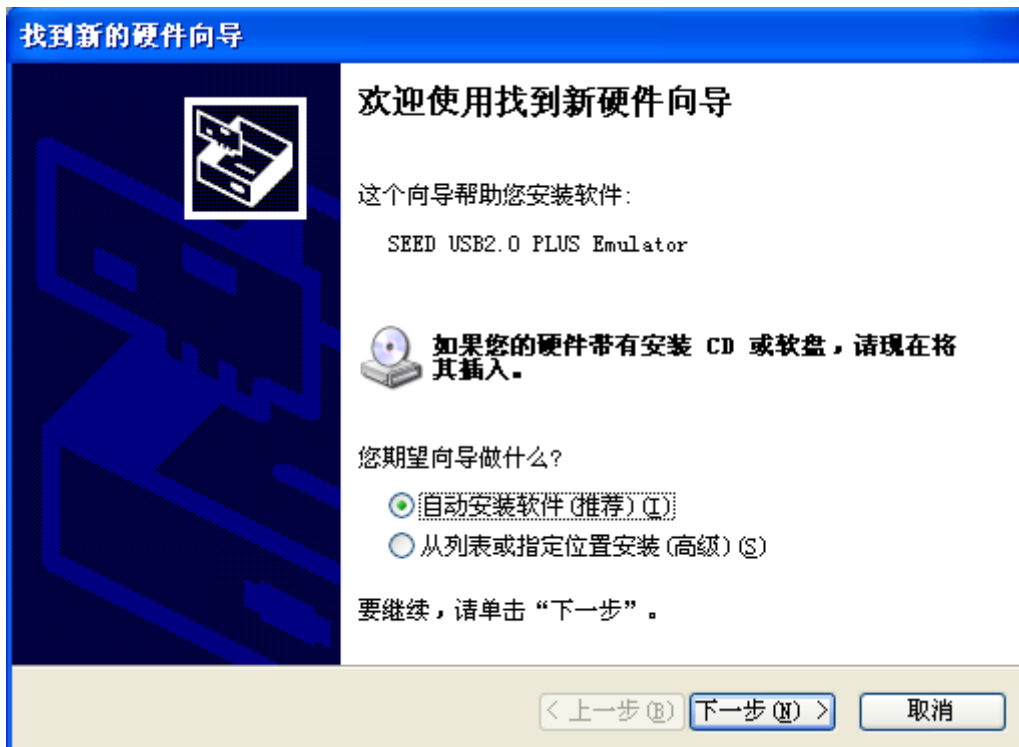 找到新的硬件向导
欢迎使用找到新硬件向导
这个向导帮助您安装软件:
SEED USB2.0 PLUS Emulator
如果您的硬件带有安装 CD 或软盘，请现在将
其插入。
您期望向导做什么?
自动安装软件(推荐)(I)
从列表或指定位置安装(高级)(S)
要继续，请单击“下一步”。
< 上一步(B) 下一步(N) > 取消